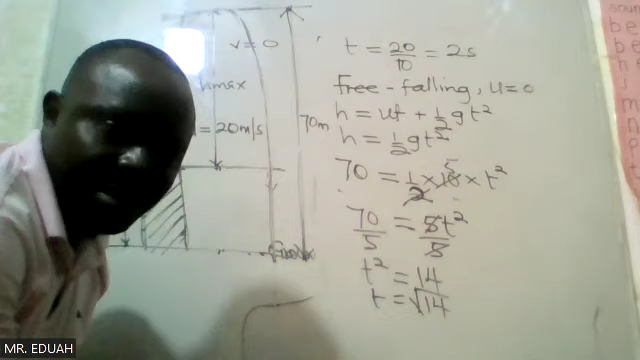 v = 0
hmax
= 20m/s
70m
t = 20/10 = 2s
Free-falling, u=0
h = ut + 1/2 gt²
h = 1/2 gt²
70 = 1/2 × 10 5 × t²
70/5 = 5t²/5
t² = 14
t = √14
MR. EDUAH